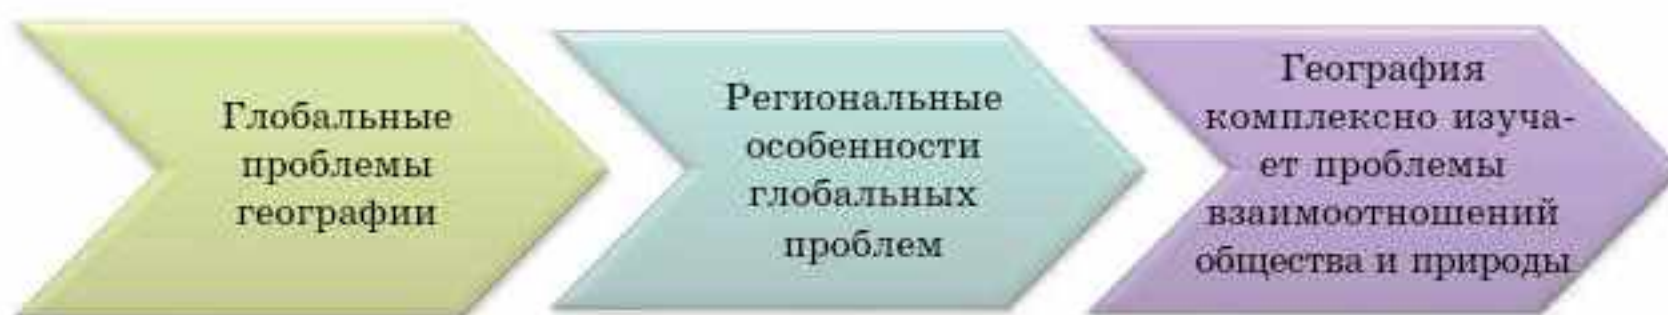 Глобальные
проблемы
географии
Региональные
особенности
глобальных
проблем
География
комплексно изуча-
ет проблемы
взаимоотношений
общества и природы